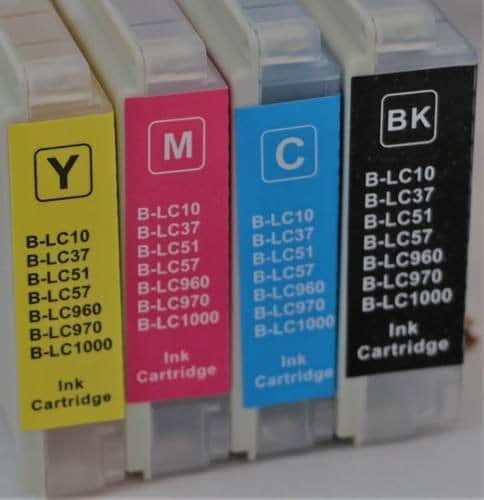 Y
B-LC10
B-LC37
B-LC51
B-LC57
B-LC960
B-LC970
B-LC1000
Ink
Cartridge
M
B-LC10
B-LC37
B-LC51
B-LC57
B-LC960
B-LC970
B-LC1000
Ink
Cartridge
C
B-LC10
B-LC37
B-LC51
B-LC57
B-LC960
B-LC970
B-LC1000
Ink
Cartridge
BK
B-LC10
B-LC37
B-LC51
B-LC57
B-LC960
B-LC970
B-LC1000
Ink
Cartridge